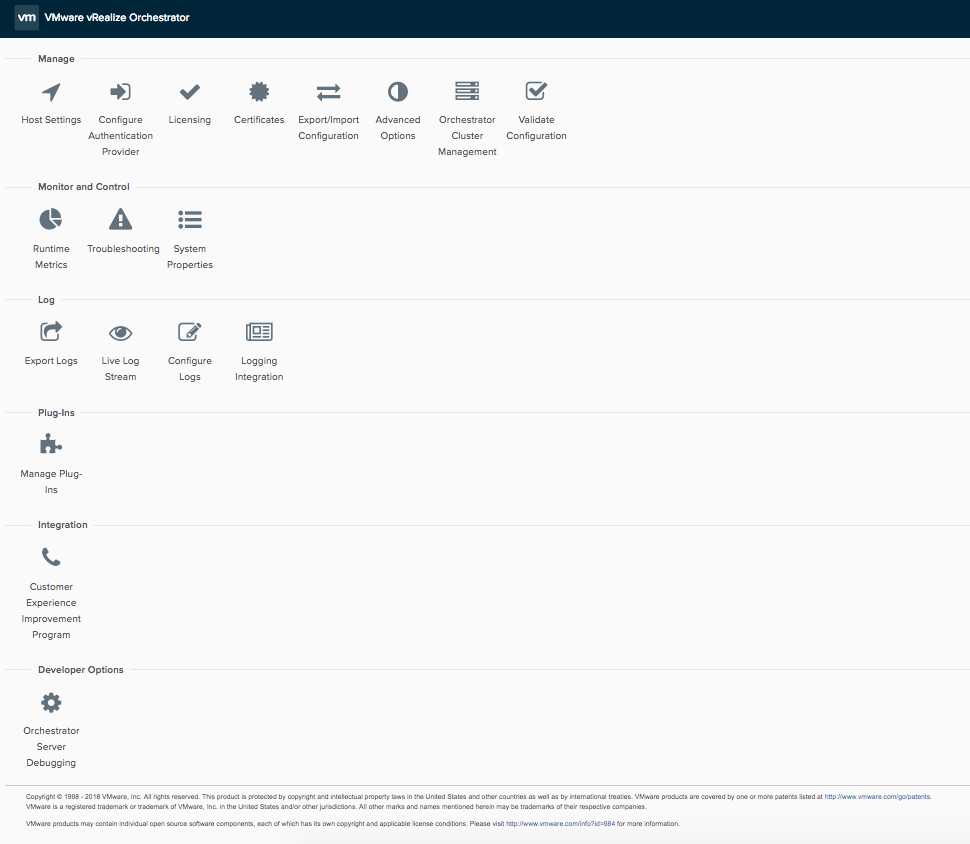 vm VMware vRealize Orchestrator
Manage
Host Settings
Configure
Authentication
Provider
Licensing
Certificates
Export/Import
Configuration
Advanced
Options
Orchestrator
Cluster
Management
Validate
Configuration
Monitor and Control
Runtime
Metrics
Troubleshooting
System
Properties
Log
Export Logs
Live Log
Stream
Configure
Logs
Logging
Integration
Plug-Ins
Manage Plug-
Ins
Integration
Customer
Experience
Improvement
Program
Developer Options
Orchestrator
Server
Debugging
Copyright © 1998 - 2018 VMware, Inc. All rights reserved. This product is protected by copyright and intellectual property laws in the United States and other countries as well as by international treaties. VMware products are covered by one or more patents listed at http://www.vmware.com/go/patents.
VMware is a registered trademark or trademark of VMware, Inc. in the United States and/or other jurisdictions. All other marks and names mentioned herein may be trademarks of their respective companies.
VMware products may contain individual open source software components, each of which has its own copyright and applicable license conditions. Please visit http://www.vmware.com/info?id=984 for more information.